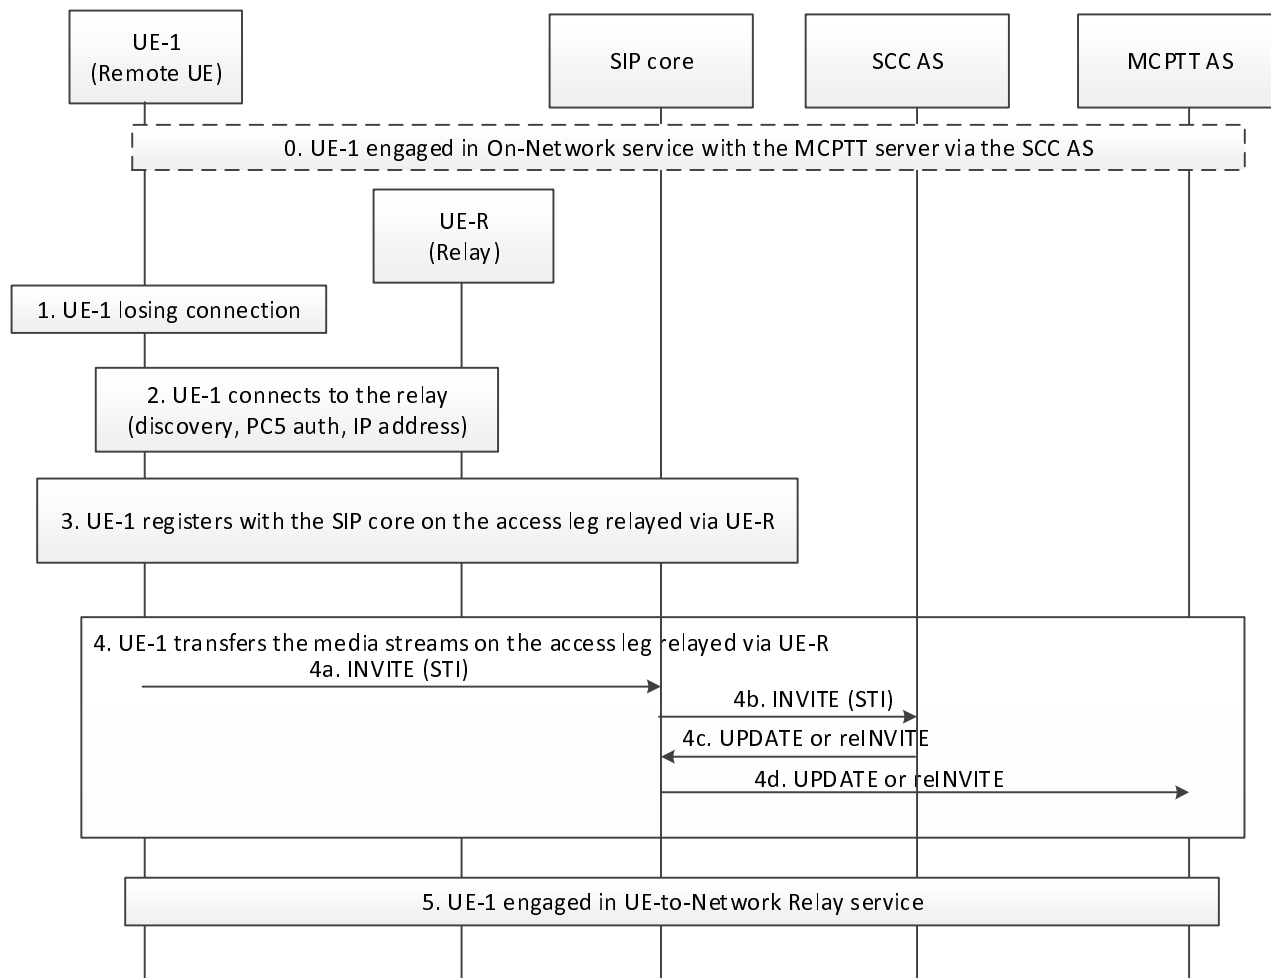 UE-1
(Remote UE)
SIP core
SCC AS
MCPTT AS
0. UE-1 engaged in On-Network service with the MCPTT server via the SCC AS
UE-R
(Relay)
1. UE-1 losing connection
2. UE-1 connects to the relay
(discovery, PC5 auth, IP address)
3. UE-1 registers with the SIP core on the access leg relayed via UE-R
4. UE-1 transfers the media streams on the access leg relayed via UE-R
4a. INVITE (STI)
4b. INVITE (STI)
4c. UPDATE or reINVITE
4d. UPDATE or reINVITE
5. UE-1 engaged in UE-to-Network Relay service